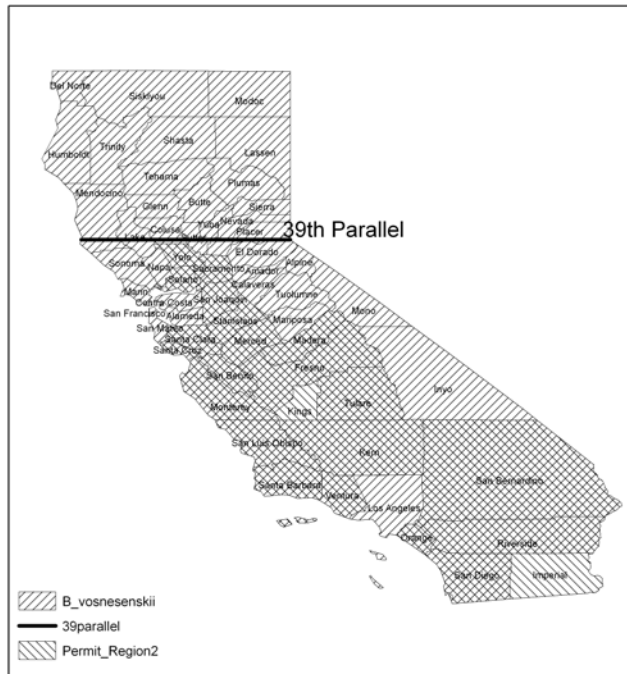 Del Norte
Siskiyou
Modoc
Humboldt
Trinity
Shasta
Lassen
Tehama
Plumas
Mendocino
Glenn
Butte
Sierra
Colusa
Yuba
Nevada
Lake
Placer
39th Parallel
Sonoma
Napa
Yolo
Sacramento
El Dorado
Alpine
Amador
Solano
Calaveras
Marin
Contra Costa
San Joaquin
Tuolumne
Mono
San Francisco
Alameda
Stanislaus
Mariposa
San Mateo
Santa Clara
Merced
Madera
Santa Cruz
Fresno
Inyo
San Benito
Tulare
Monterey
Kings
San Luis Obispo
Kern
San Bernardino
Santa Barbara
Ventura
Los Angeles
Orange
Riverside
San Diego
Imperial
B_vosnesenskii
39parallel
Permit_Region2